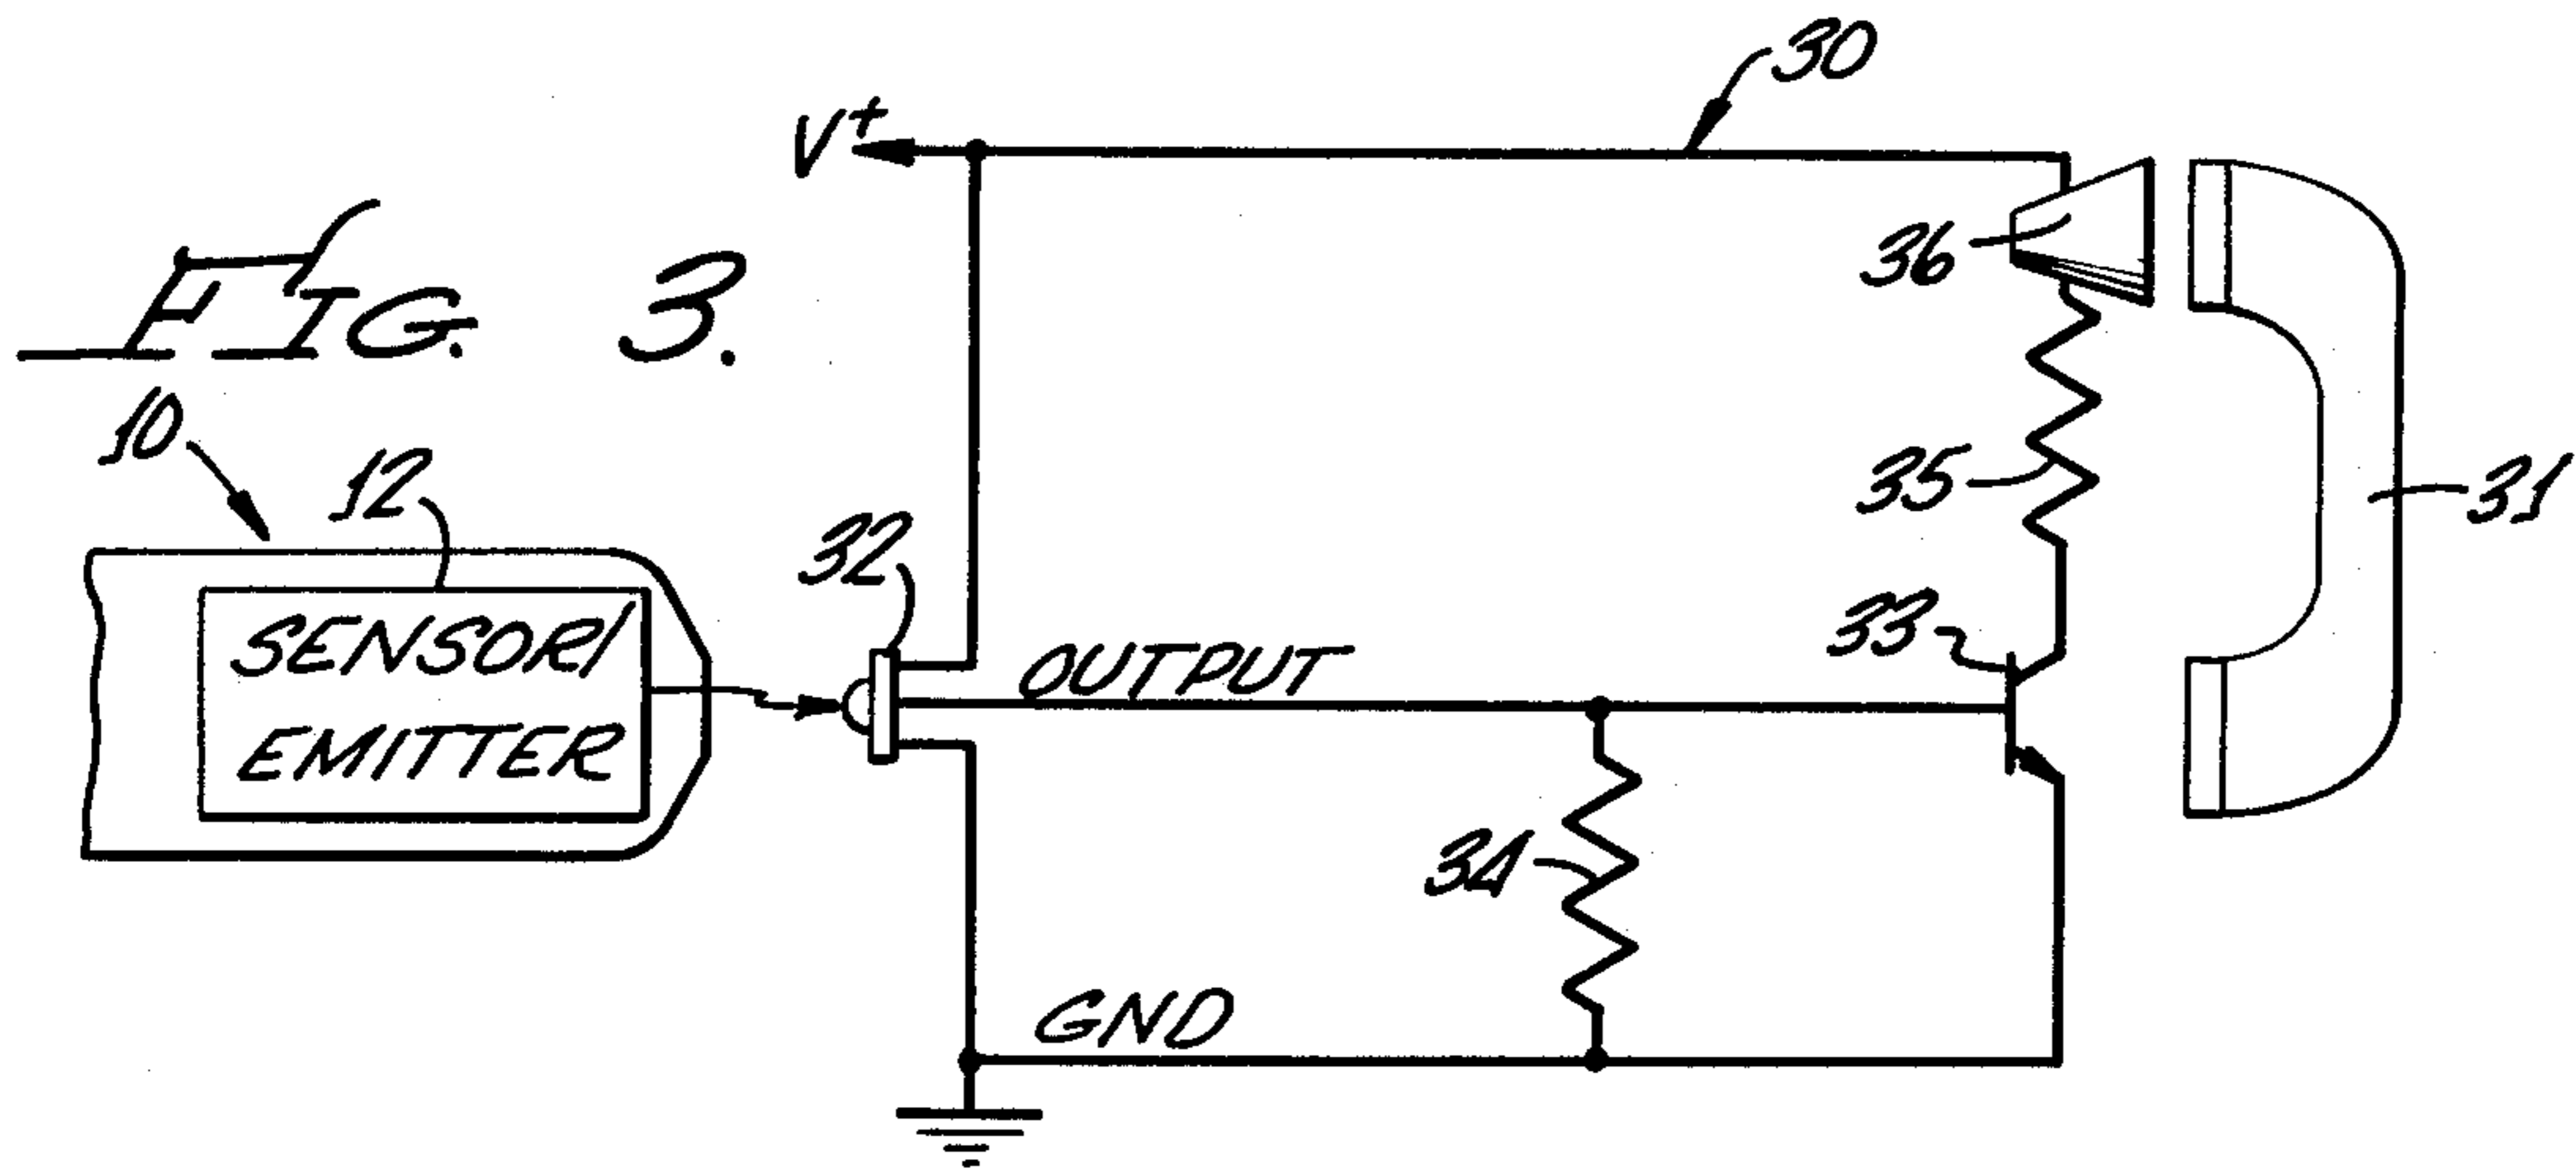 30
V+
FIG. 3.
36
10
12
35
31
32
33
SENSOR/
EMITTER
OUTPUT
34
GND